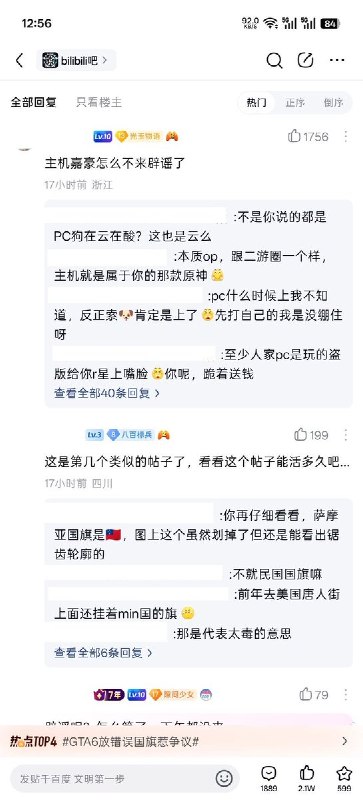 12:56
92.0 KB/S 5G 5G 84
bilibili吧
全部回复 只看楼主 热门 正序 倒序
Lv.10 1756
主机嘉豪怎么不来辟谣了
17小时前 浙江
:不是你说的都是
PC狗在云在酸？这也是云么
:本质op，跟二游圈一个样，
主机就是属于你的那款原神
:pc什么时候上我不知
道，反正索🐶肯定是上了先打自己的我是没绷住
呀
:至少人家pc是玩的盗
版给你r星上嘴脸你呢，跪着送钱
查看全部40条回复
Lv.3 八百禄兵 199
这是第几个类似的帖子了，看看这个帖子能活多久吧...
17小时前 四川
:你再仔细看看，萨摩
亚国旗是🇼🇸，图上这个虽然划掉了但还是能看出锯
齿轮廓的
:不就民国国旗嘛
:前年去美国唐人街
上面还挂着min国的旗
:那是代表太毒的意思
查看全部6条回复
7年 Lv.10 79
热点TOP4 #GTA6放错误国旗惹争议#
发贴千百度 文明第一步 1889 2.1W 599